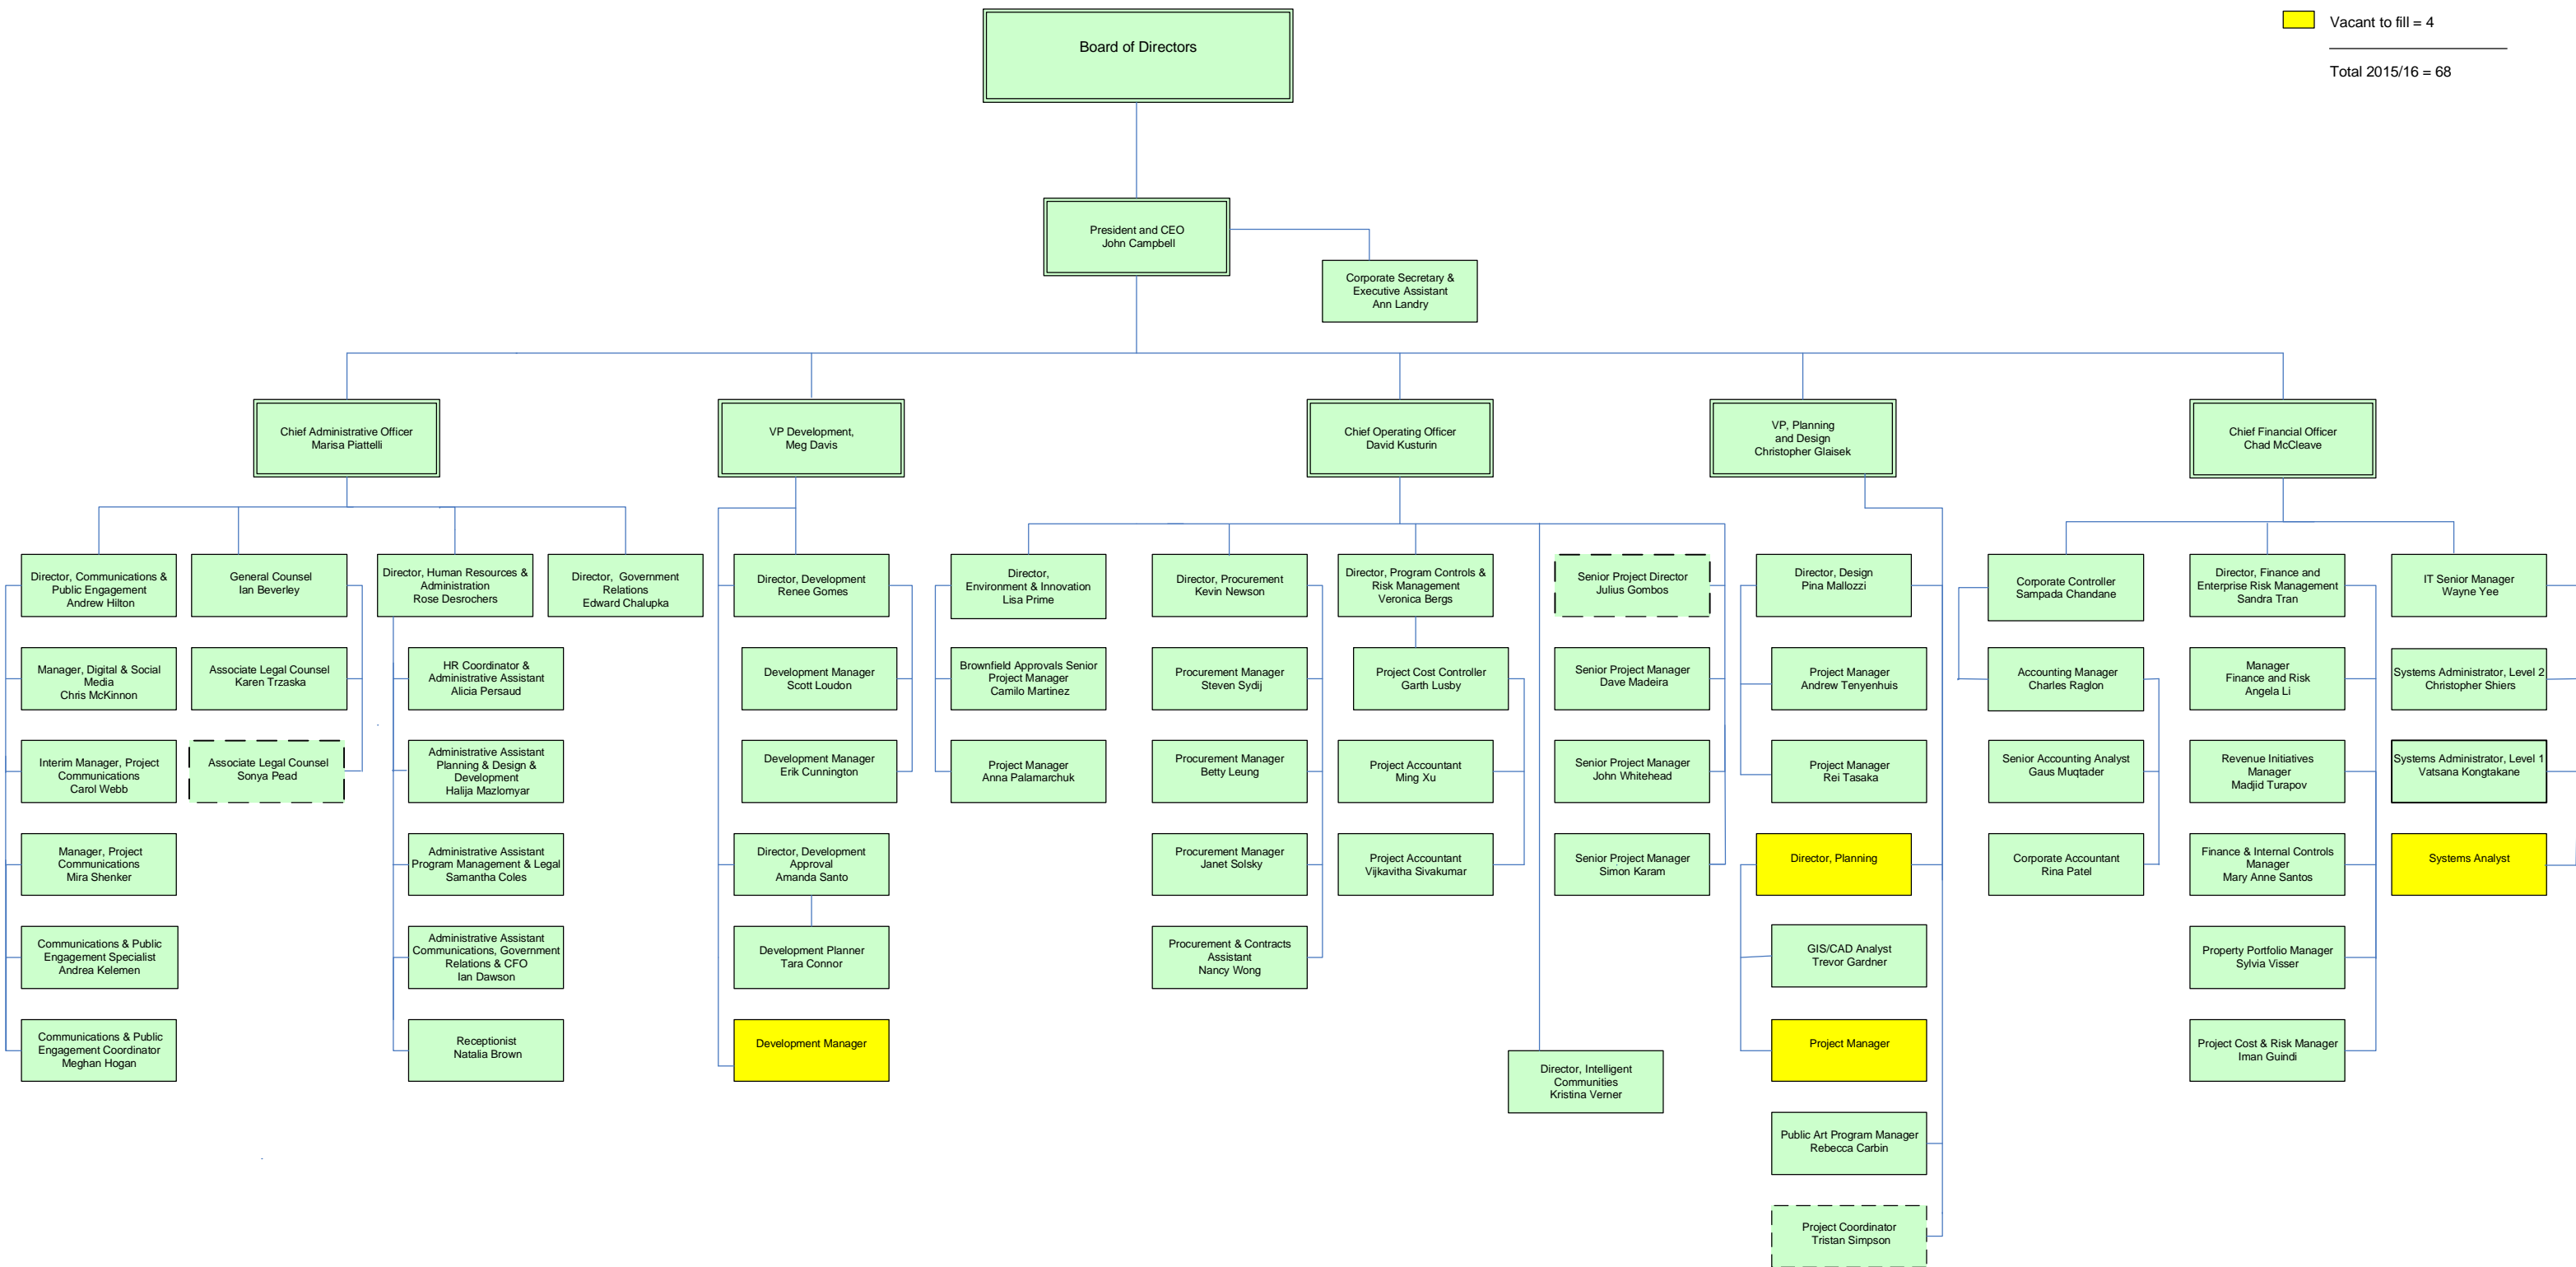 Vacant to fill = 4
Total 2015/16 = 68
Board of Directors
President and CEO
John Campbell
Corporate Secretary &
Executive Assistant
Ann Landry
Chief Administrative Officer
Marisa Piattelli
VP Development,
Meg Davis
Chief Operating Officer
David Kusturin
VP, Planning
and Design
Christopher Glaisek
Chief Financial Officer
Chad McCleave
Director, Communications &
Public Engagement
Andrew Hilton
General Counsel
Ian Beverley
Director, Human Resources &
Administration
Rose Desrochers
Director, Government
Relations
Edward Chalupka
Director, Development
Renee Gomes
Director,
Environment & Innovation
Lisa Prime
Director, Procurement
Kevin Newson
Director, Program Controls &
Risk Management
Veronica Bergs
Senior Project Director
Julius Gombos
Director, Design
Pina Mallozzi
Corporate Controller
Sampada Chandane
Director, Finance and
Enterprise Risk Management
Sandra Tran
IT Senior Manager
Wayne Yee
Manager, Digital & Social
Media
Chris McKinnon
Associate Legal Counsel
Karen Trzaska
HR Coordinator &
Administrative Assistant
Alicia Persaud
Development Manager
Scott Loudon
Brownfield Approvals Senior
Project Manager
Camilo Martinez
Procurement Manager
Steven Sydij
Project Cost Controller
Garth Lusby
Senior Project Manager
Dave Madeira
Project Manager
Andrew Tenyenhuis
Accounting Manager
Charles Raglon
Manager
Finance and Risk
Angela Li
Systems Administrator, Level 2
Christopher Shiers
Interim Manager, Project
Communications
Carol Webb
Associate Legal Counsel
Sonya Pead
Administrative Assistant
Planning & Design &
Development
Halija Mazlomyar
Development Manager
Erik Cunnington
Project Manager
Anna Palamarchuk
Procurement Manager
Betty Leung
Project Accountant
Ming Xu
Senior Project Manager
John Whitehead
Project Manager
Rei Tasaka
Senior Accounting Analyst
Gaus Muqtader
Revenue Initiatives
Manager
Madjid Turapov
Systems Administrator, Level 1
Vatsana Kongtakane
Manager, Project
Communications
Mira Shenker
Administrative Assistant
Program Management & Legal
Samantha Coles
Director, Development
Approval
Amanda Santo
Procurement Manager
Janet Solsky
Project Accountant
Vijkavitha Sivakumar
Senior Project Manager
Simon Karam
Director, Planning
Corporate Accountant
Rina Patel
Finance & Internal Controls
Manager
Mary Anne Santos
Systems Analyst
Communications & Public
Engagement Specialist
Andrea Kelemen
Administrative Assistant
Communications, Government
Relations & CFO
Ian Dawson
Development Planner
Tara Connor
Procurement & Contracts
Assistant
Nancy Wong
GIS/CAD Analyst
Trevor Gardner
Property Portfolio Manager
Sylvia Visser
Communications & Public
Engagement Coordinator
Meghan Hogan
Receptionist
Natalia Brown
Development Manager
Director, Intelligent
Communities
Kristina Verner
Project Manager
Project Cost & Risk Manager
Iman Guindi
Public Art Program Manager
Rebecca Carbin
Project Coordinator
Tristan Simpson